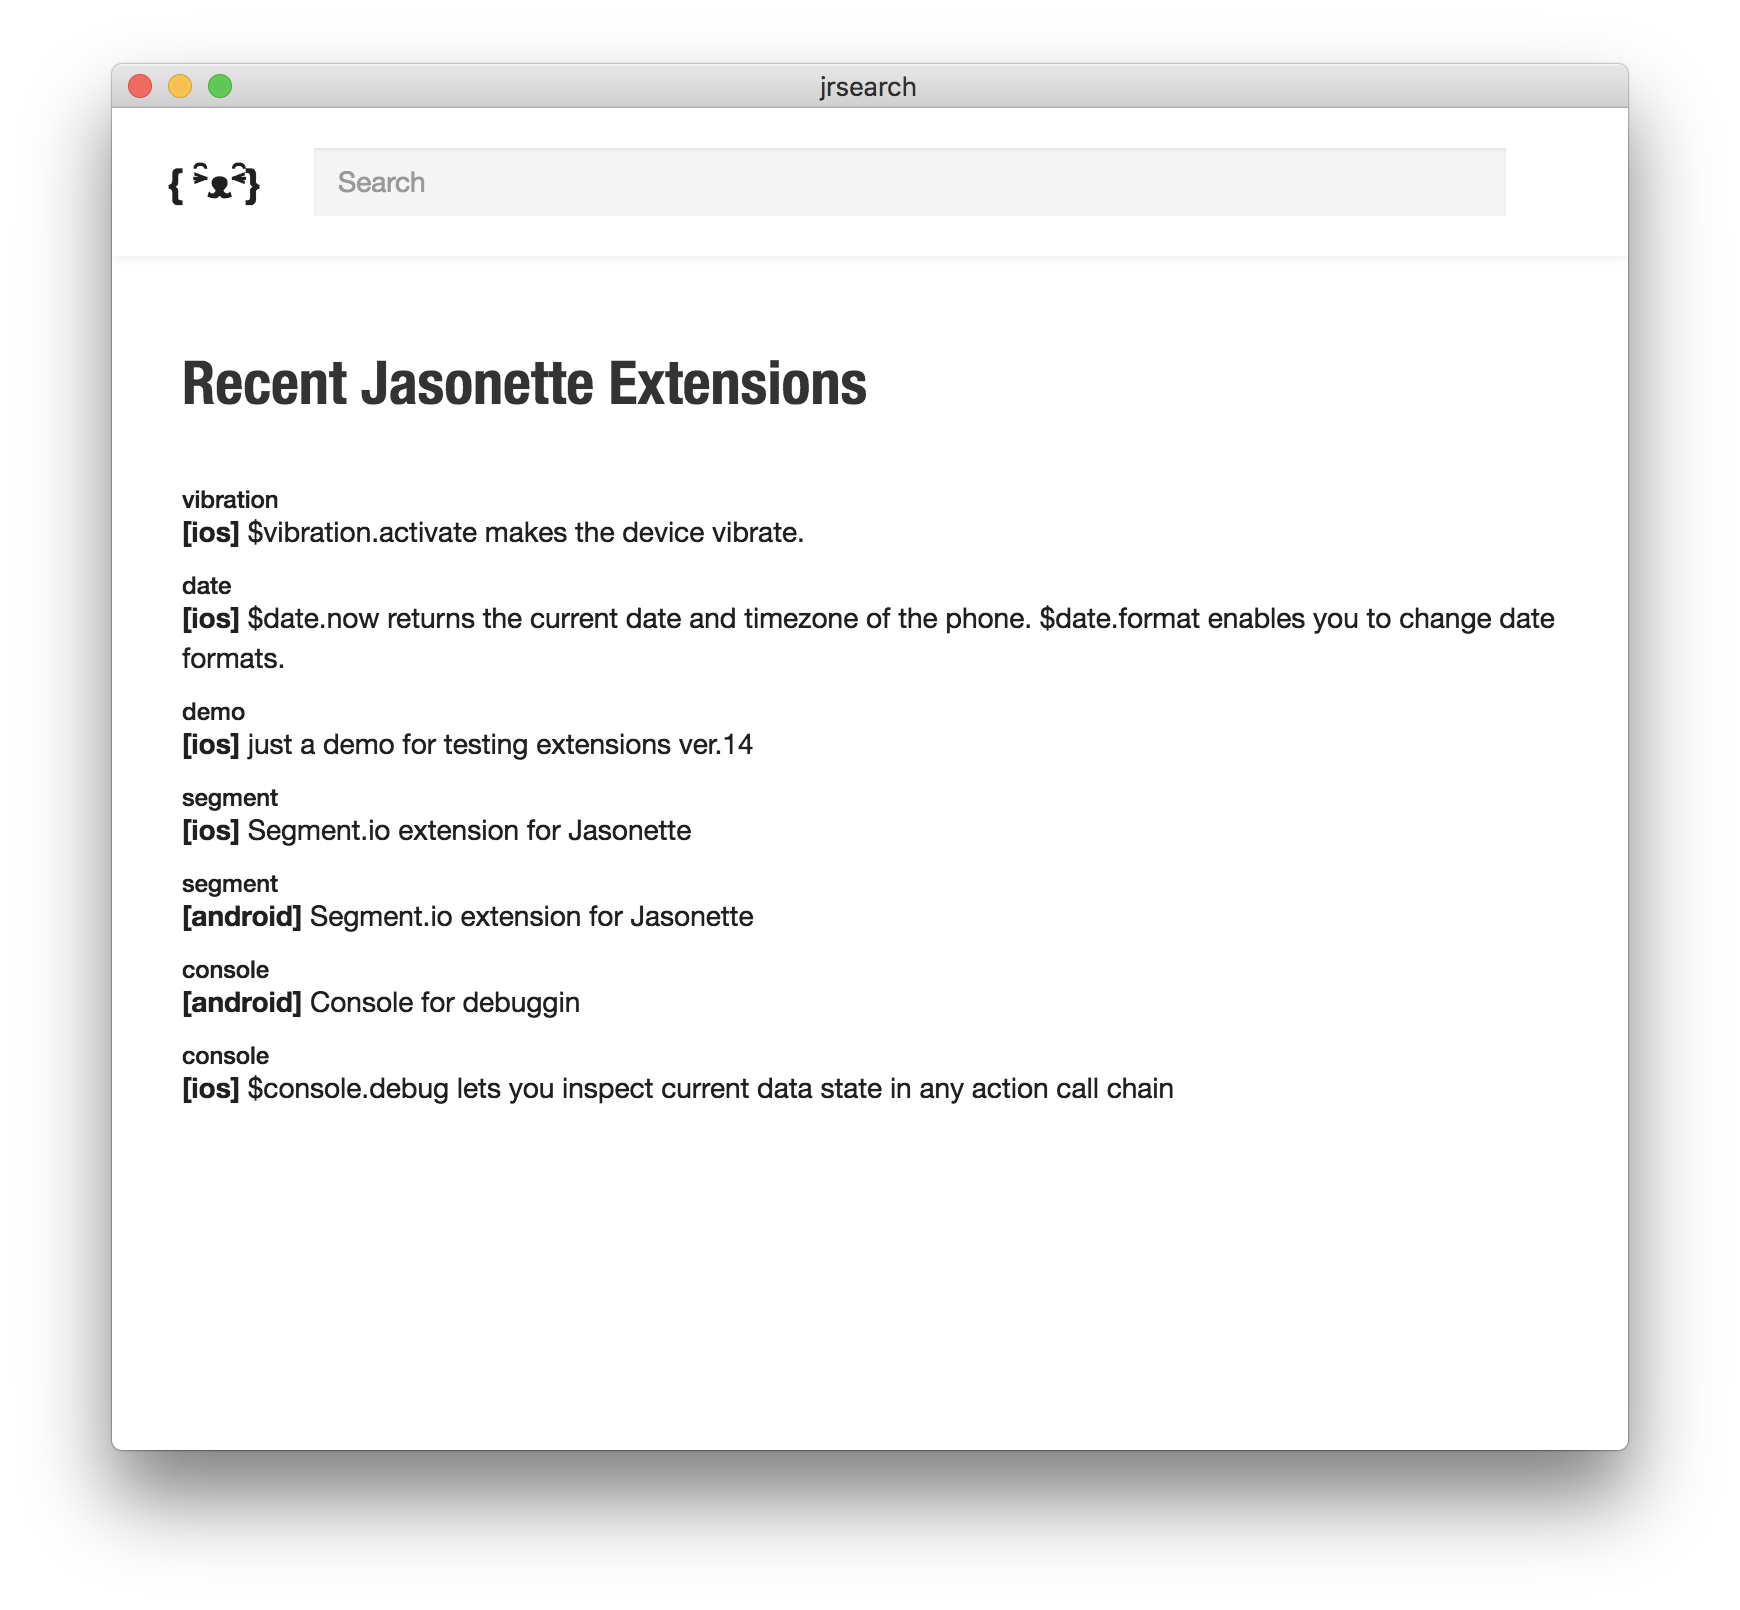 jrsearch
Search
Recent Jasonette Extensions
vibration
[ios] $vibration.activate makes the device vibrate.
date
[ios] $date.now returns the current date and timezone of the phone. $date.format enables you to change date
formats.
demo
[ios] just a demo for testing extensions ver.14
segment
[ios] Segment.io extension for Jasonette
segment
[android] Segment.io extension for Jasonette
console
[android] Console for debuggin
console
[ios] $console.debug lets you inspect current data state in any action call chain